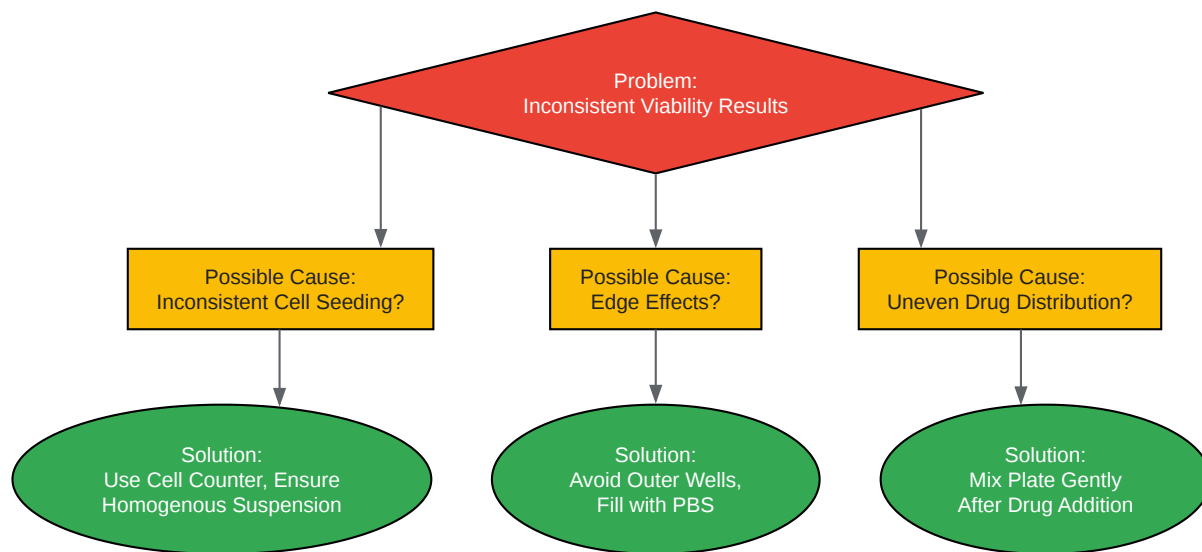 Problem:
Inconsistent Viability Results
Possible Cause:
Inconsistent Cell Seeding?
Possible Cause:
Edge Effects?
Possible Cause:
Uneven Drug Distribution?
Solution:
Use Cell Counter, Ensure
Homogenous Suspension
Solution:
Avoid Outer Wells,
Fill with PBS
Solution:
Mix Plate Gently
After Drug Addition